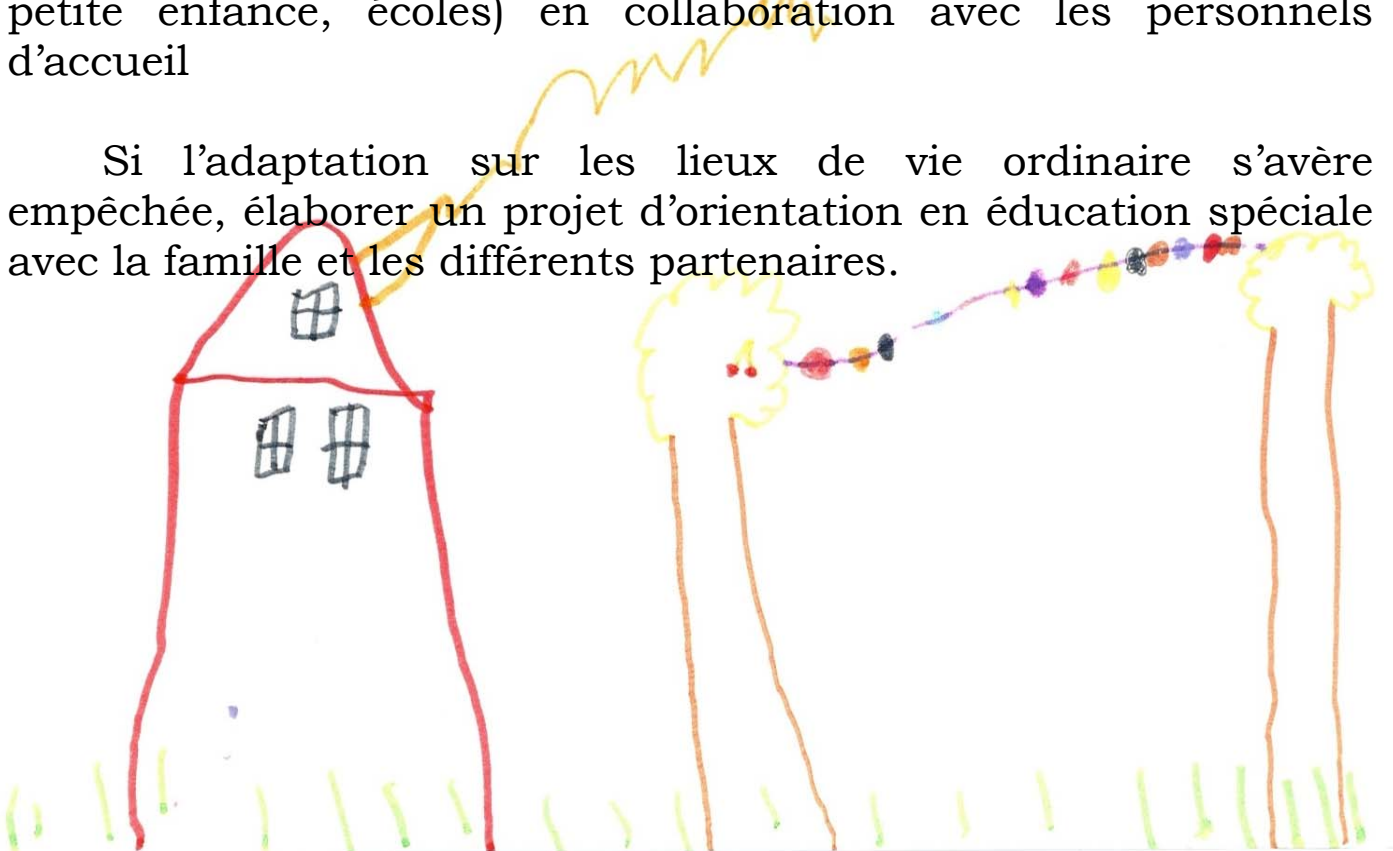 petite enfance, écoles) en collaboration avec les personnels
d’accueil
Si l’adaptation sur les lieux de vie ordinaire s’avère
empêchée, élaborer un projet d’orientation en éducation spéciale
avec la famille et les différents partenaires.